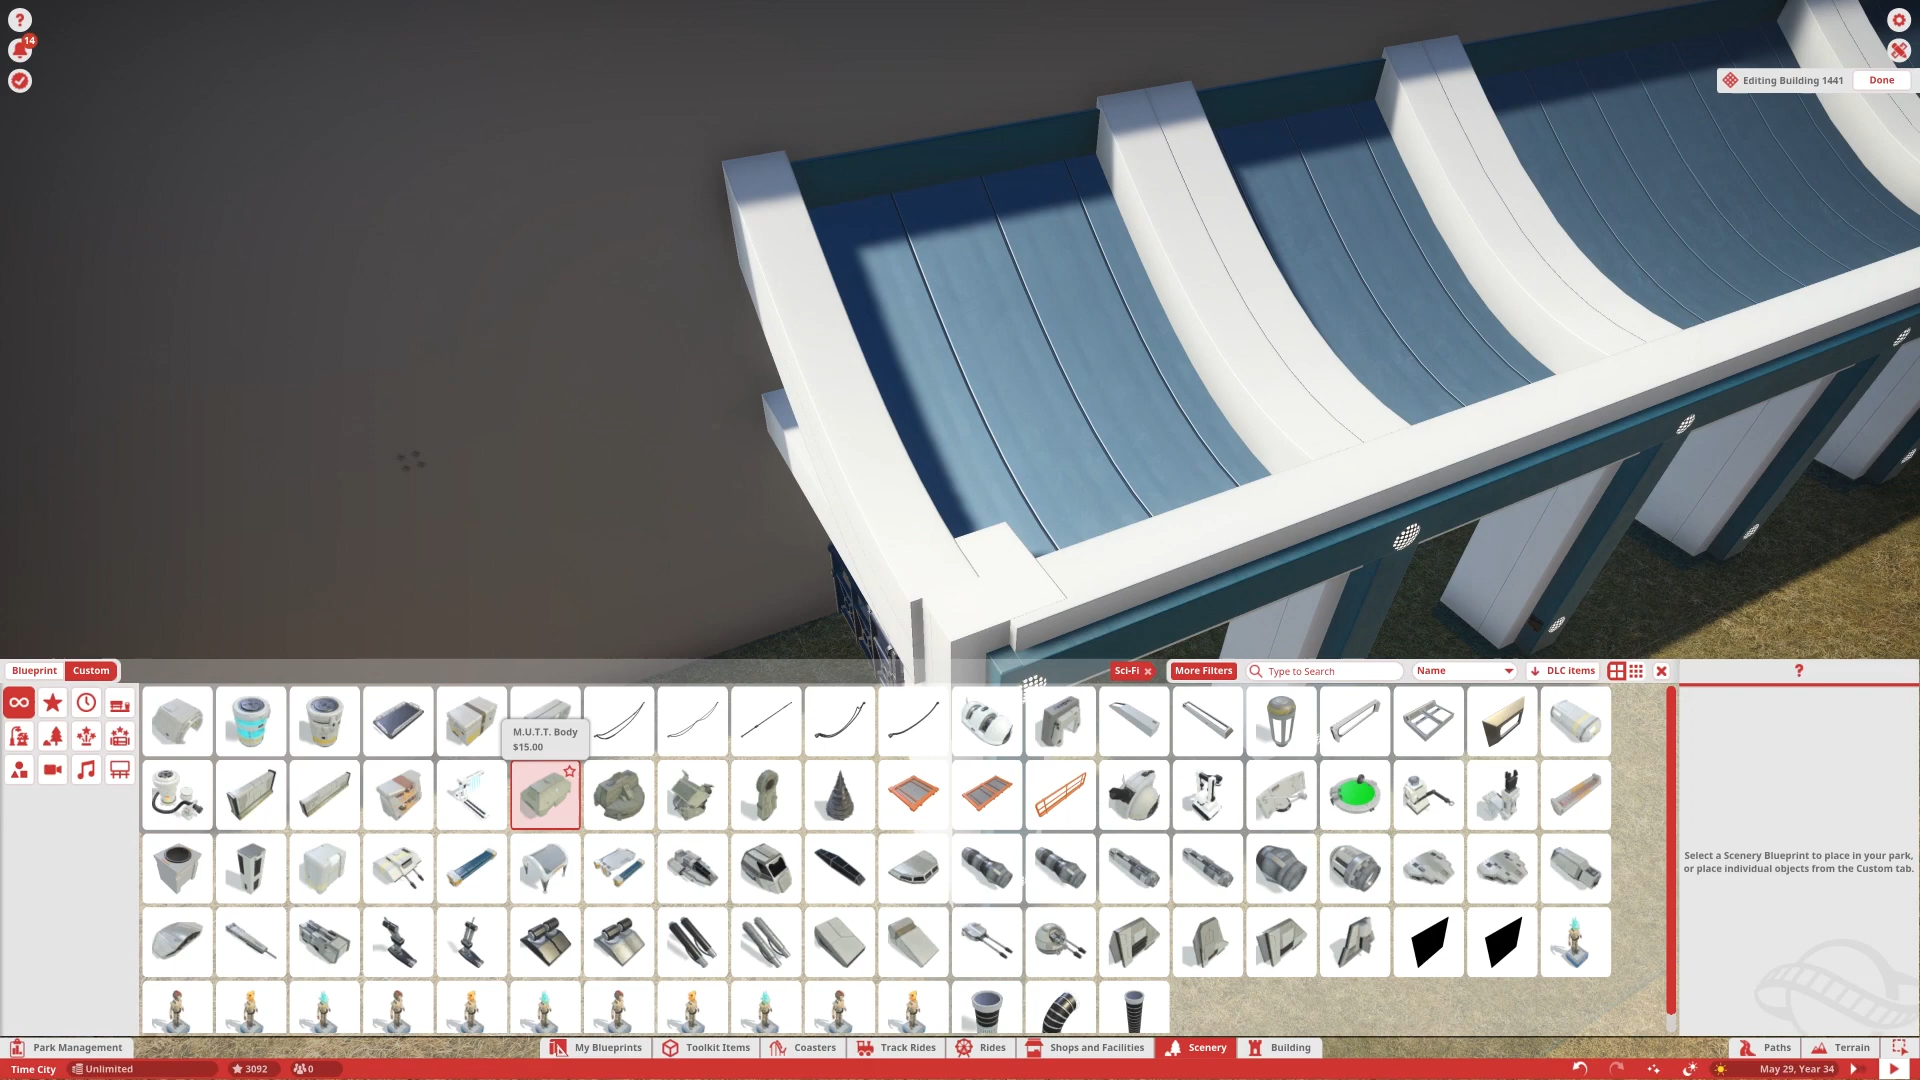 ?
14
Editing Building 1441
Done
Blueprint
Custom
Sci-Fi ×
More Filters
Type to Search
Name
DLC items
?
M.U.T.T. Body
$15.00
Select a Scenery Blueprint to place in your park,
or place individual objects from the Custom tab.
Park Management
My Blueprints
Toolkit Items
Coasters
Track Rides
Rides
Shops and Facilities
Scenery
Building
Paths
Terrain
Time City
Unlimited
3092
0
May 29, Year 34